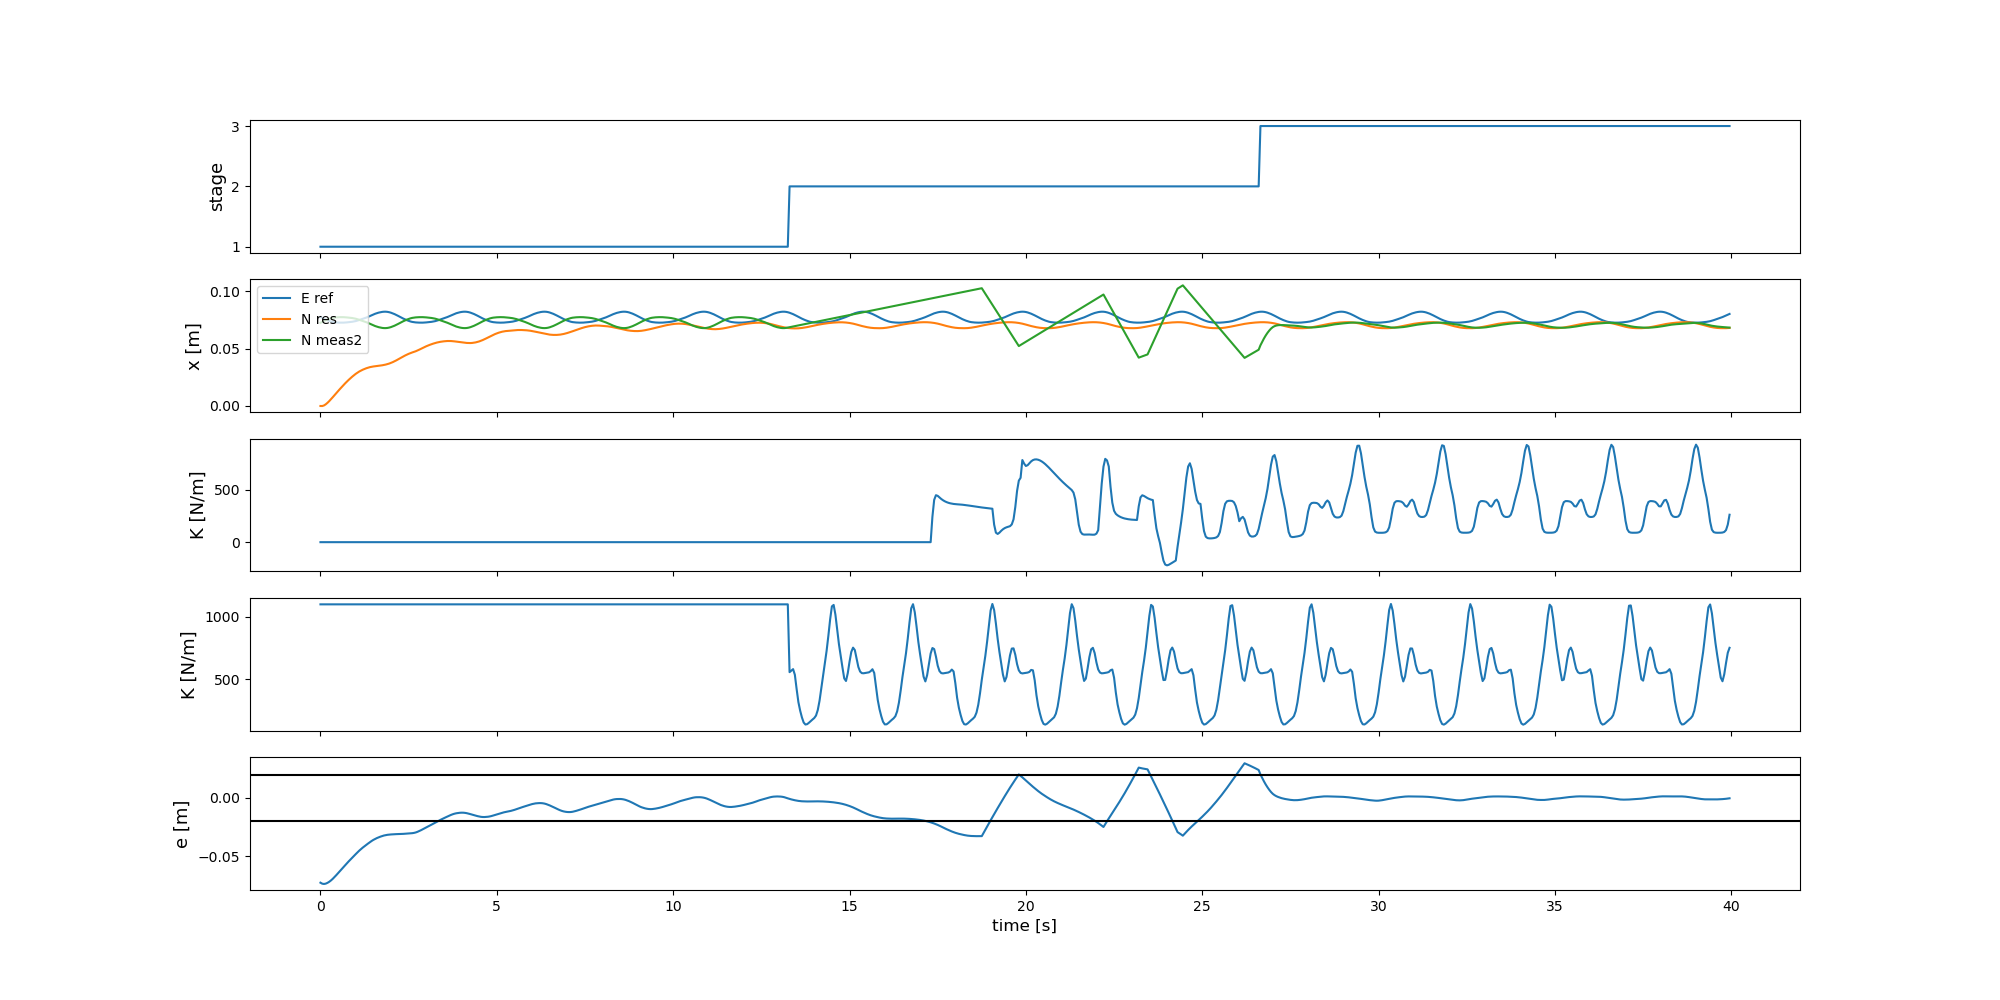 3
2
1
stage
0.10
0.05
0.00
x [m]
E ref
N res
N meas2
500
0
K [N/m]
1000
500
K [N/m]
0.00
−0.05
e [m]
0 5 10 15 20 25 30 35 40
time [s]